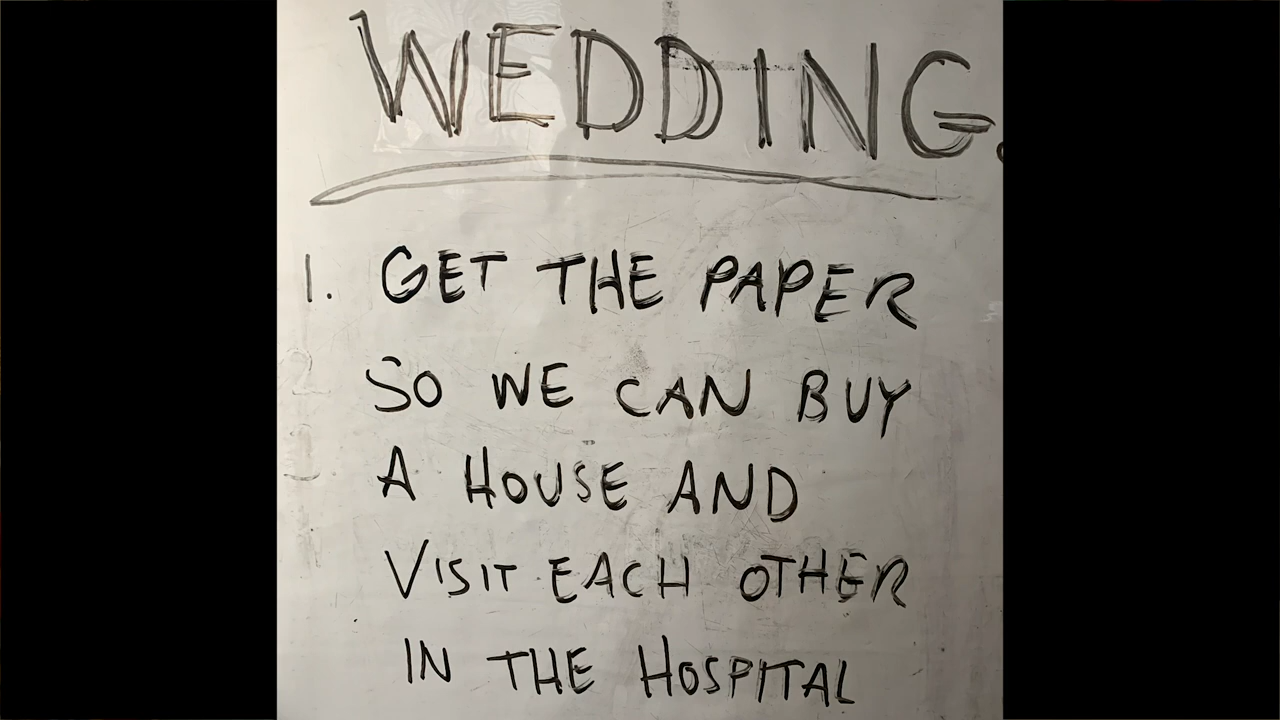 WEDDING.
1. GET THE PAPER
SO WE CAN BUY
A HOUSE AND
VISIT EACH OTHER
IN THE HOSPITAL